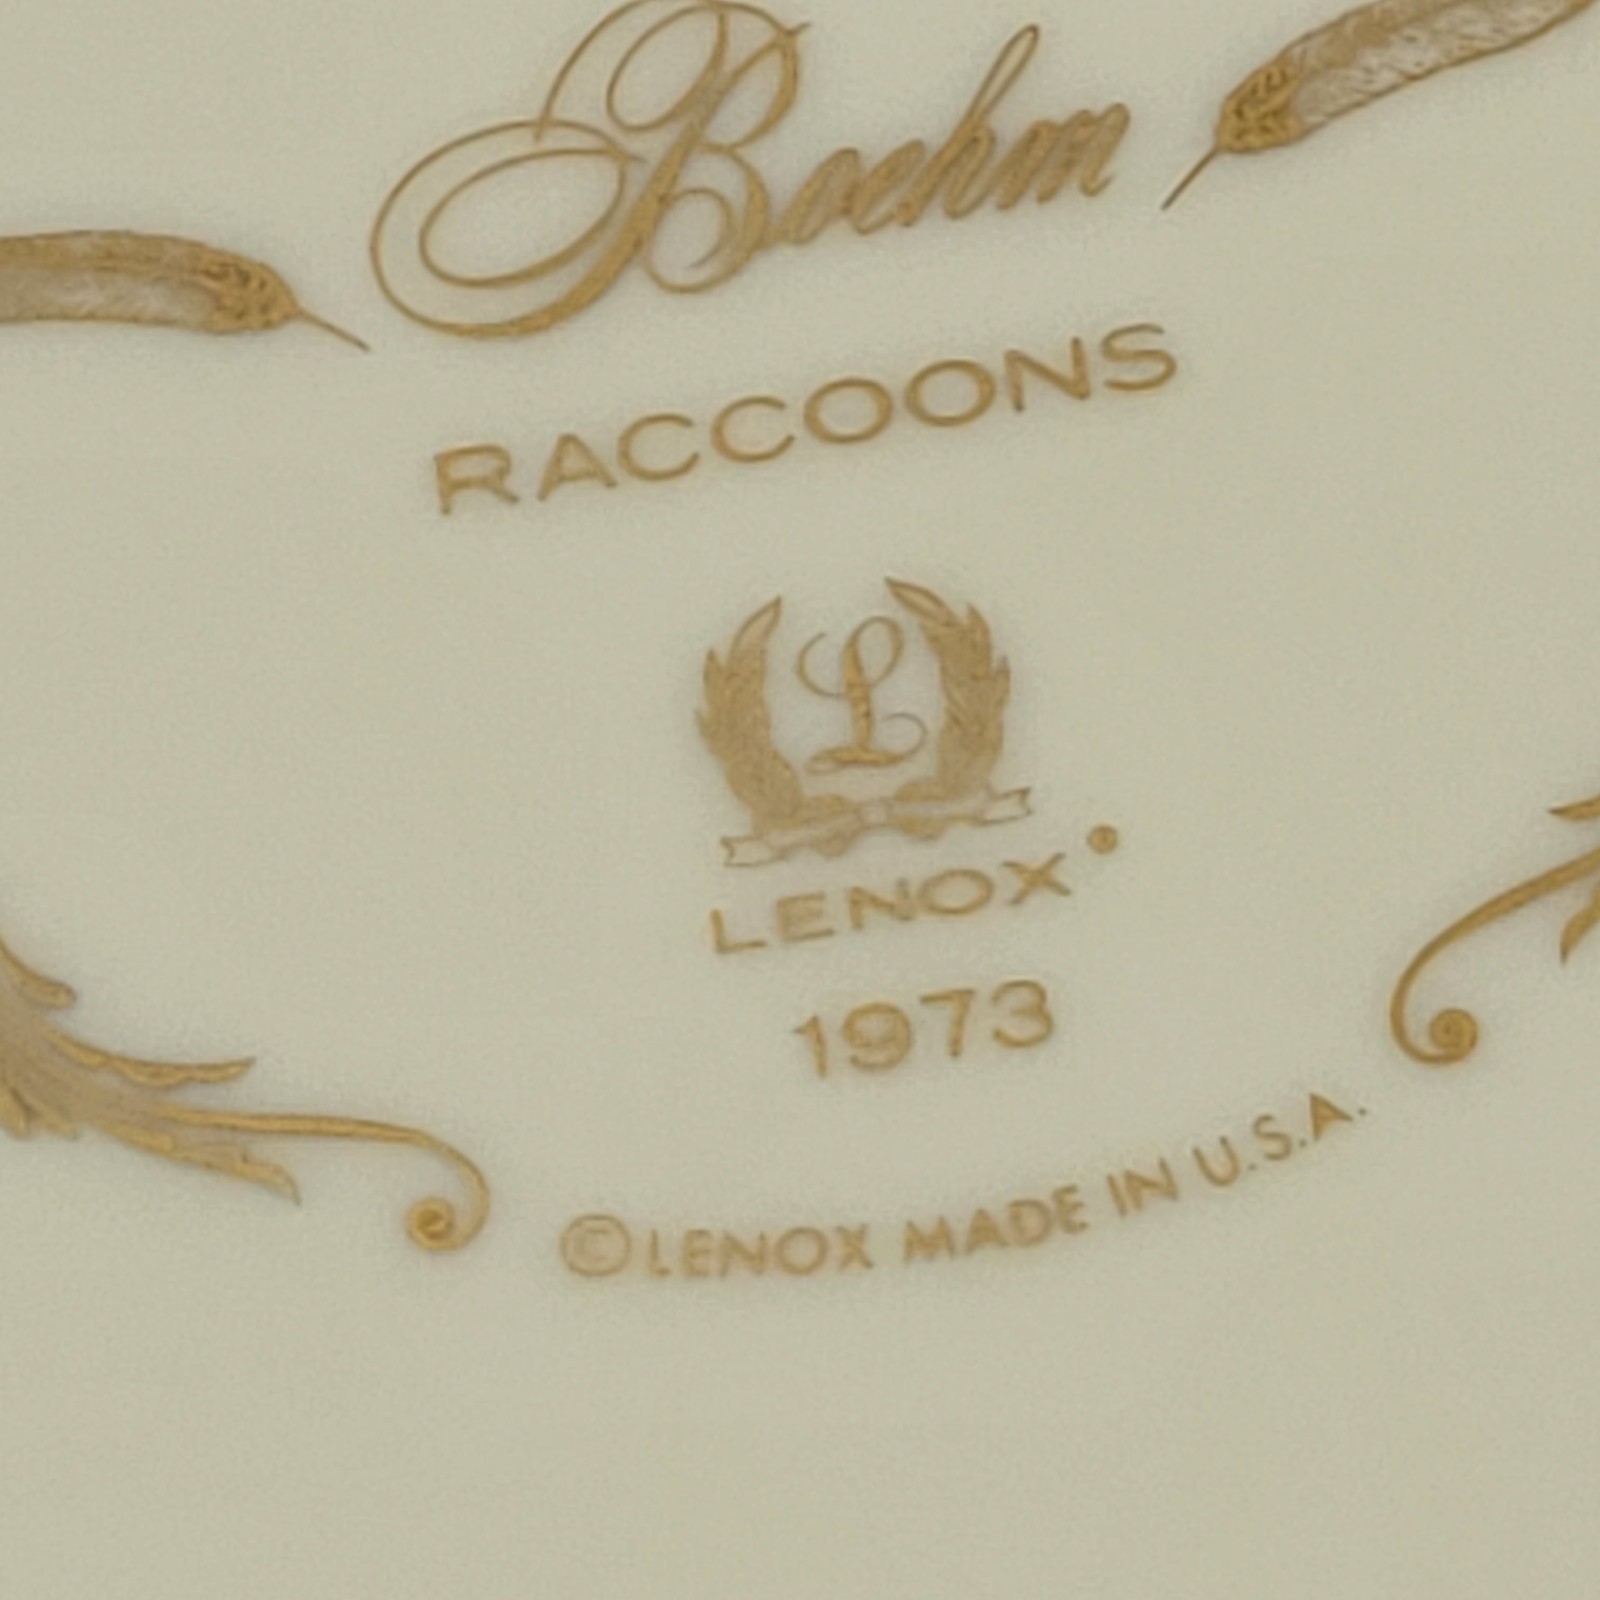 Boehm
RACCOONS
L
LENOX
1973
© LENOX MADE IN U.S.A.